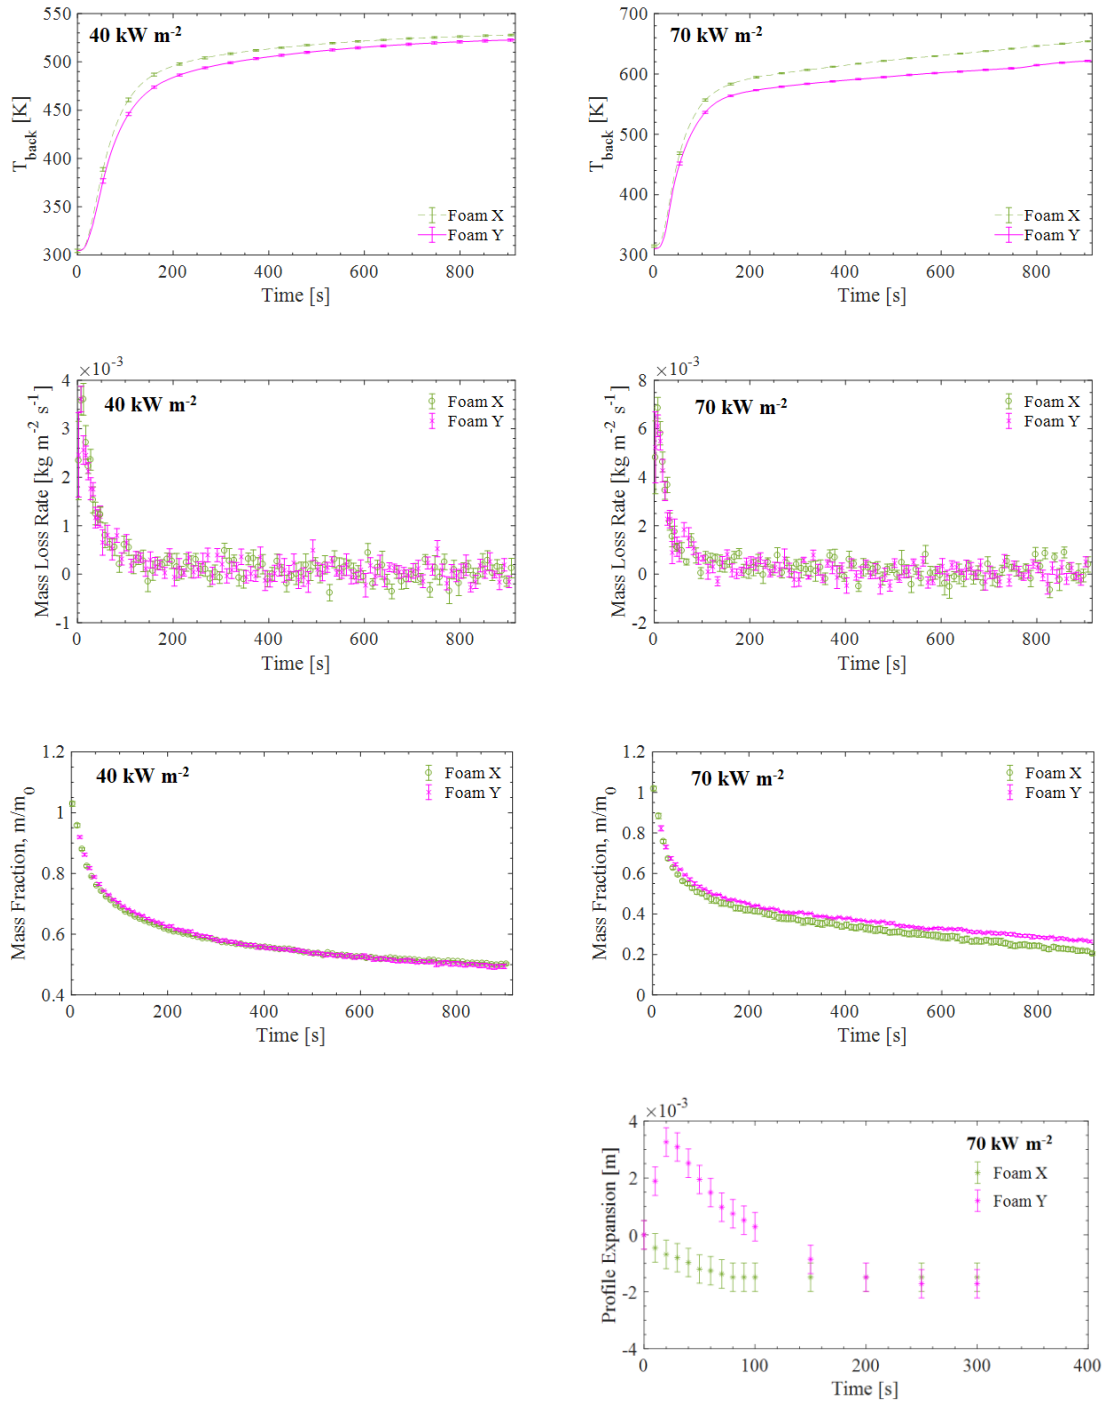 40 kW m-2
550
500
450
400
350
300
Tback [K]
0 200 400 600 800
Time [s]
Foam X
Foam Y
70 kW m-2
700
600
500
400
300
Tback [K]
0 200 400 600 800
Time [s]
Foam X
Foam Y
×10-3
40 kW m-2
4
3
2
1
0
-1
Mass Loss Rate [kg m-2 s-1]
0 200 400 600 800
Time [s]
Foam X
Foam Y
×10-3
70 kW m-2
8
6
4
2
0
-2
Mass Loss Rate [kg m-2 s-1]
0 200 400 600 800
Time [s]
Foam X
Foam Y
40 kW m-2
1.2
1
0.8
0.6
0.4
Mass Fraction, m/m0
0 200 400 600 800
Time [s]
Foam X
Foam Y
70 kW m-2
1.2
1
0.8
0.6
0.4
0.2
0
Mass Fraction, m/m0
0 200 400 600 800
Time [s]
Foam X
Foam Y
×10-3
70 kW m-2
4
2
0
-2
-4
Profile Expansion [m]
0 100 200 300 400
Time [s]
Foam X
Foam Y